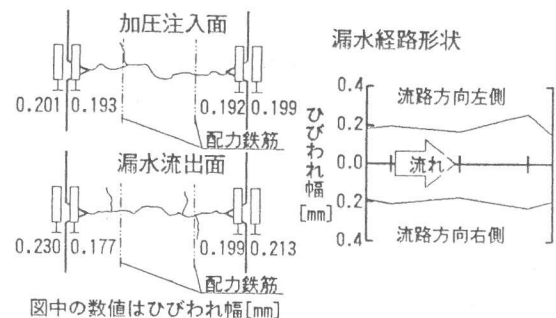 加圧注入面
0.201 0.193 0.192 0.199
配力鉄筋
漏水流出面
0.230 0.177 0.199 0.213
配力鉄筋
図中の数値はひびわれ幅[mm]
漏水経路形状
ひびわれ幅
[mm]
0.4
0.2
0.0
0.2
0.4
流路方向左側
流れ
流路方向右側